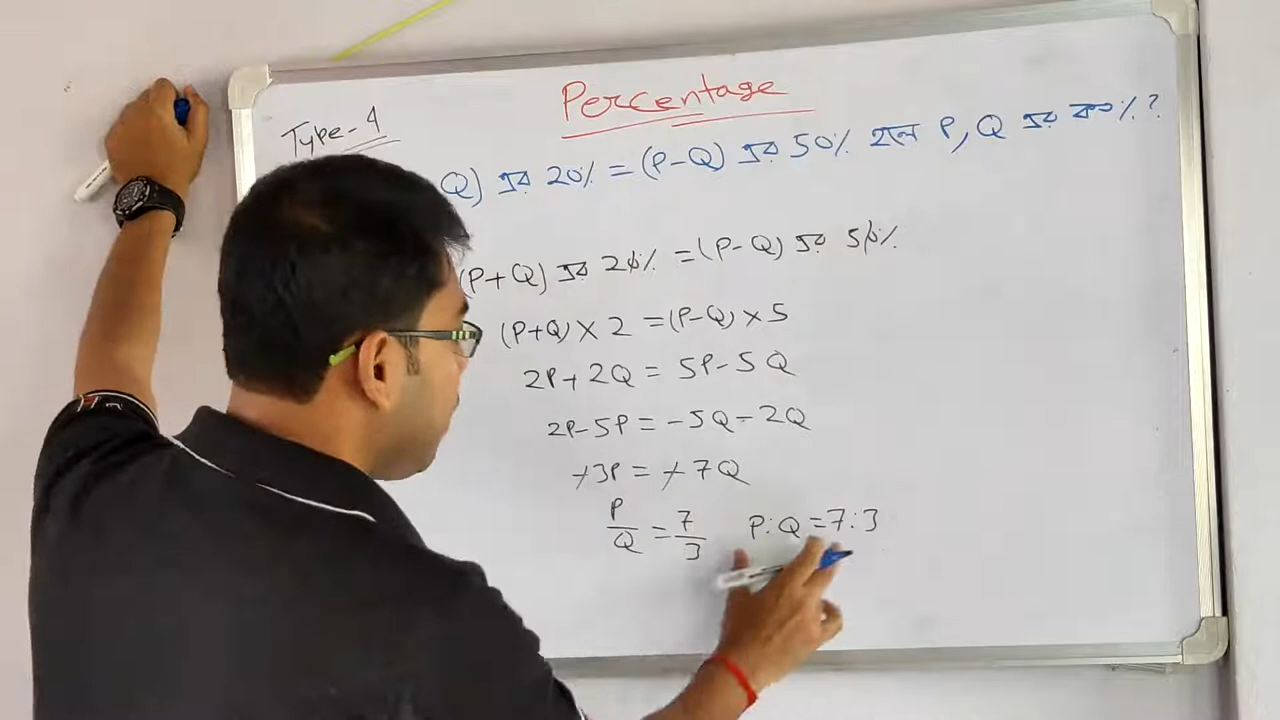 Percentage
Type-4
Q) এর 20% = (P-Q) এর 50% হলে P, Q এর কত%?
(P+Q) এর 20% = (P-Q) এর 50%
(P+Q) × 2 = (P-Q) × 5
2P+2Q = 5P-5Q
2P-5P = -5Q-2Q
-3P = -7Q
P/Q = 7/3 P:Q = 7:3